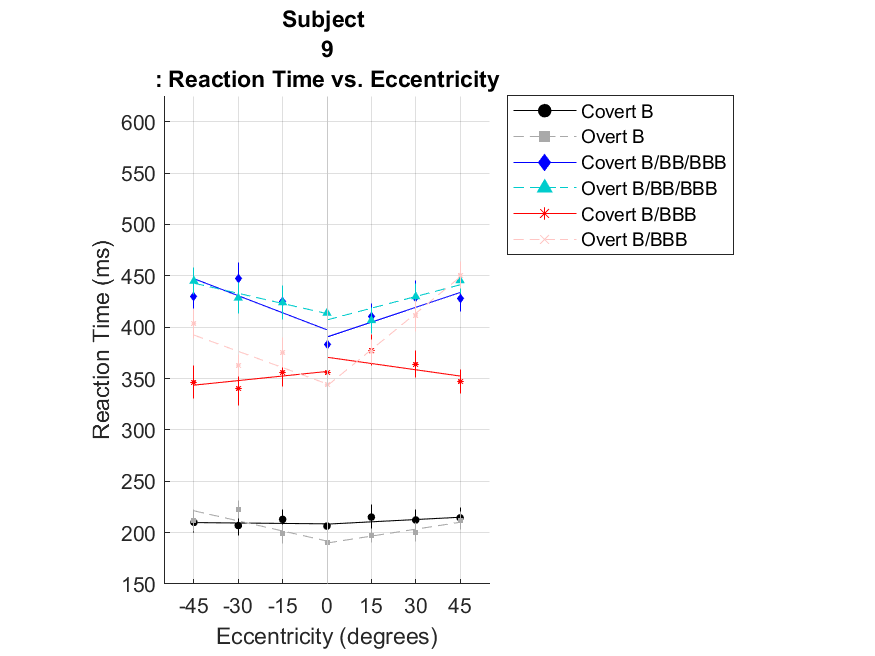 Subject
9
: Reaction Time vs. Eccentricity
Covert B
Overt B
Covert B/BB/BBB
Overt B/BB/BBB
Covert B/BBB
Overt B/BBB
Reaction Time (ms)
600
550
500
450
400
350
300
250
200
150
-45 -30 -15 0 15 30 45
Eccentricity (degrees)